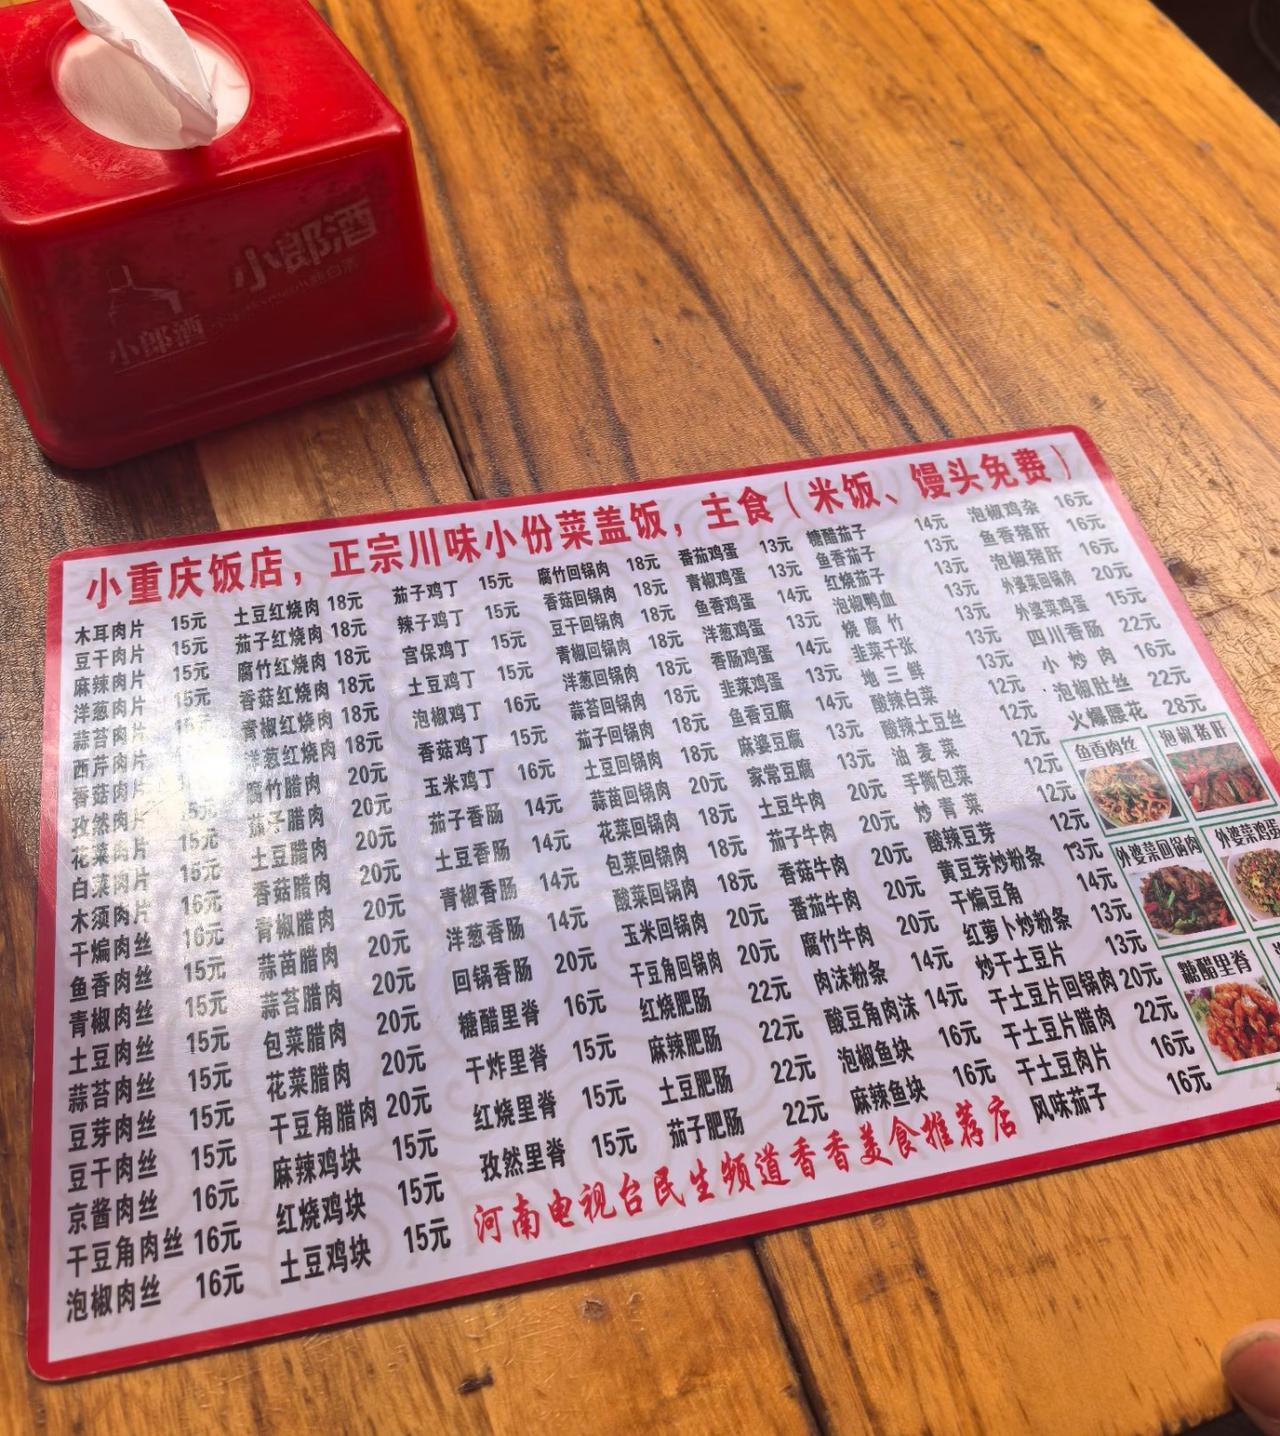 小郎酒
小郎酒
小重庆饭店，正宗川味小份菜盖饭，主食（米饭、馒头免费）
木耳肉片 15元
豆干肉片 15元
麻辣肉片 15元
洋葱肉片 15元
蒜苔肉片
西芹肉片
香菇肉片
孜然肉片 15元
花菜肉片 15元
白菜肉片 15元
木须肉片 16元
干煸肉丝 16元
鱼香肉丝 15元
青椒肉丝 15元
土豆肉丝 15元
蒜苔肉丝 15元
豆芽肉丝 15元
豆干肉丝 15元
京酱肉丝 16元
干豆角肉丝 16元
泡椒肉丝 16元
土豆红烧肉 18元
茄子红烧肉 18元
腐竹红烧肉 18元
香菇红烧肉 18元
青椒红烧肉 18元
洋葱红烧肉 18元
腐竹腊肉 20元
茄子腊肉 20元
土豆腊肉 20元
香菇腊肉 20元
青椒腊肉 20元
蒜苗腊肉 20元
蒜苔腊肉 20元
包菜腊肉 20元
花菜腊肉 20元
干豆角腊肉 20元
麻辣鸡块 15元
红烧鸡块 15元
土豆鸡块 15元
茄子鸡丁 15元
辣子鸡丁 15元
宫保鸡丁 15元
土豆鸡丁 15元
泡椒鸡丁 16元
香菇鸡丁 15元
玉米鸡丁 16元
茄子香肠 14元
土豆香肠 14元
青椒香肠 14元
洋葱香肠 14元
回锅香肠 20元
糖醋里脊 16元
干炸里脊 15元
红烧里脊 15元
孜然里脊 15元
腐竹回锅肉 18元
香菇回锅肉 18元
豆干回锅肉 18元
青椒回锅肉 18元
洋葱回锅肉 18元
蒜苔回锅肉 18元
茄子回锅肉 18元
土豆回锅肉 18元
蒜苗回锅肉 20元
花菜回锅肉 18元
包菜回锅肉 18元
酸菜回锅肉 18元
玉米回锅肉 20元
干豆角回锅肉 20元
红烧肥肠 22元
麻辣肥肠 22元
土豆肥肠 22元
茄子肥肠 22元
番茄鸡蛋 13元
青椒鸡蛋 13元
鱼香鸡蛋 14元
洋葱鸡蛋 13元
香肠鸡蛋 14元
韭菜鸡蛋 13元
鱼香豆腐 14元
麻婆豆腐 13元
家常豆腐 13元
土豆牛肉 20元
茄子牛肉 20元
香菇牛肉 20元
番茄牛肉 20元
腐竹牛肉 20元
肉沫粉条 14元
酸豆角肉沫 14元
泡椒鱼块 16元
麻辣鱼块 16元
糖醋茄子 14元
鱼香茄子 13元
红烧茄子 13元
泡椒鸭血 13元
烧腐竹 13元
韭菜千张 13元
地三鲜 13元
酸辣白菜 12元
酸辣土豆丝 12元
油麦菜 12元
手撕包菜 12元
炒青菜 12元
酸辣豆芽 12元
黄豆芽炒粉条 13元
干煸豆角 14元
红萝卜炒粉条 13元
炒干土豆片 13元
干土豆片回锅肉 20元
干土豆片腊肉 22元
干土豆肉片 16元
风味茄子 16元
泡椒鸡杂 16元
鱼香猪肝 16元
泡椒猪肝 16元
外婆菜回锅肉 20元
外婆菜鸡蛋 15元
四川香肠 22元
小炒肉 16元
泡椒肚丝 22元
火爆腰花 28元
鱼香肉丝
泡椒猪肝
外婆菜回锅肉
外婆菜鸡蛋
糖醋里脊
河南电视台民生频道香香美食推荐店